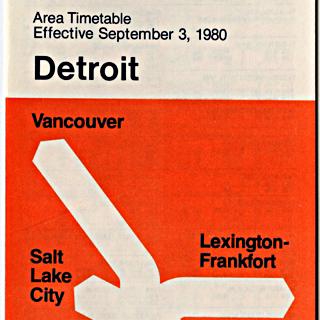 Area Timetable
Effective September 3, 1980
Detroit
Vancouver
Salt
Lake
City
Lexington-
Frankfort